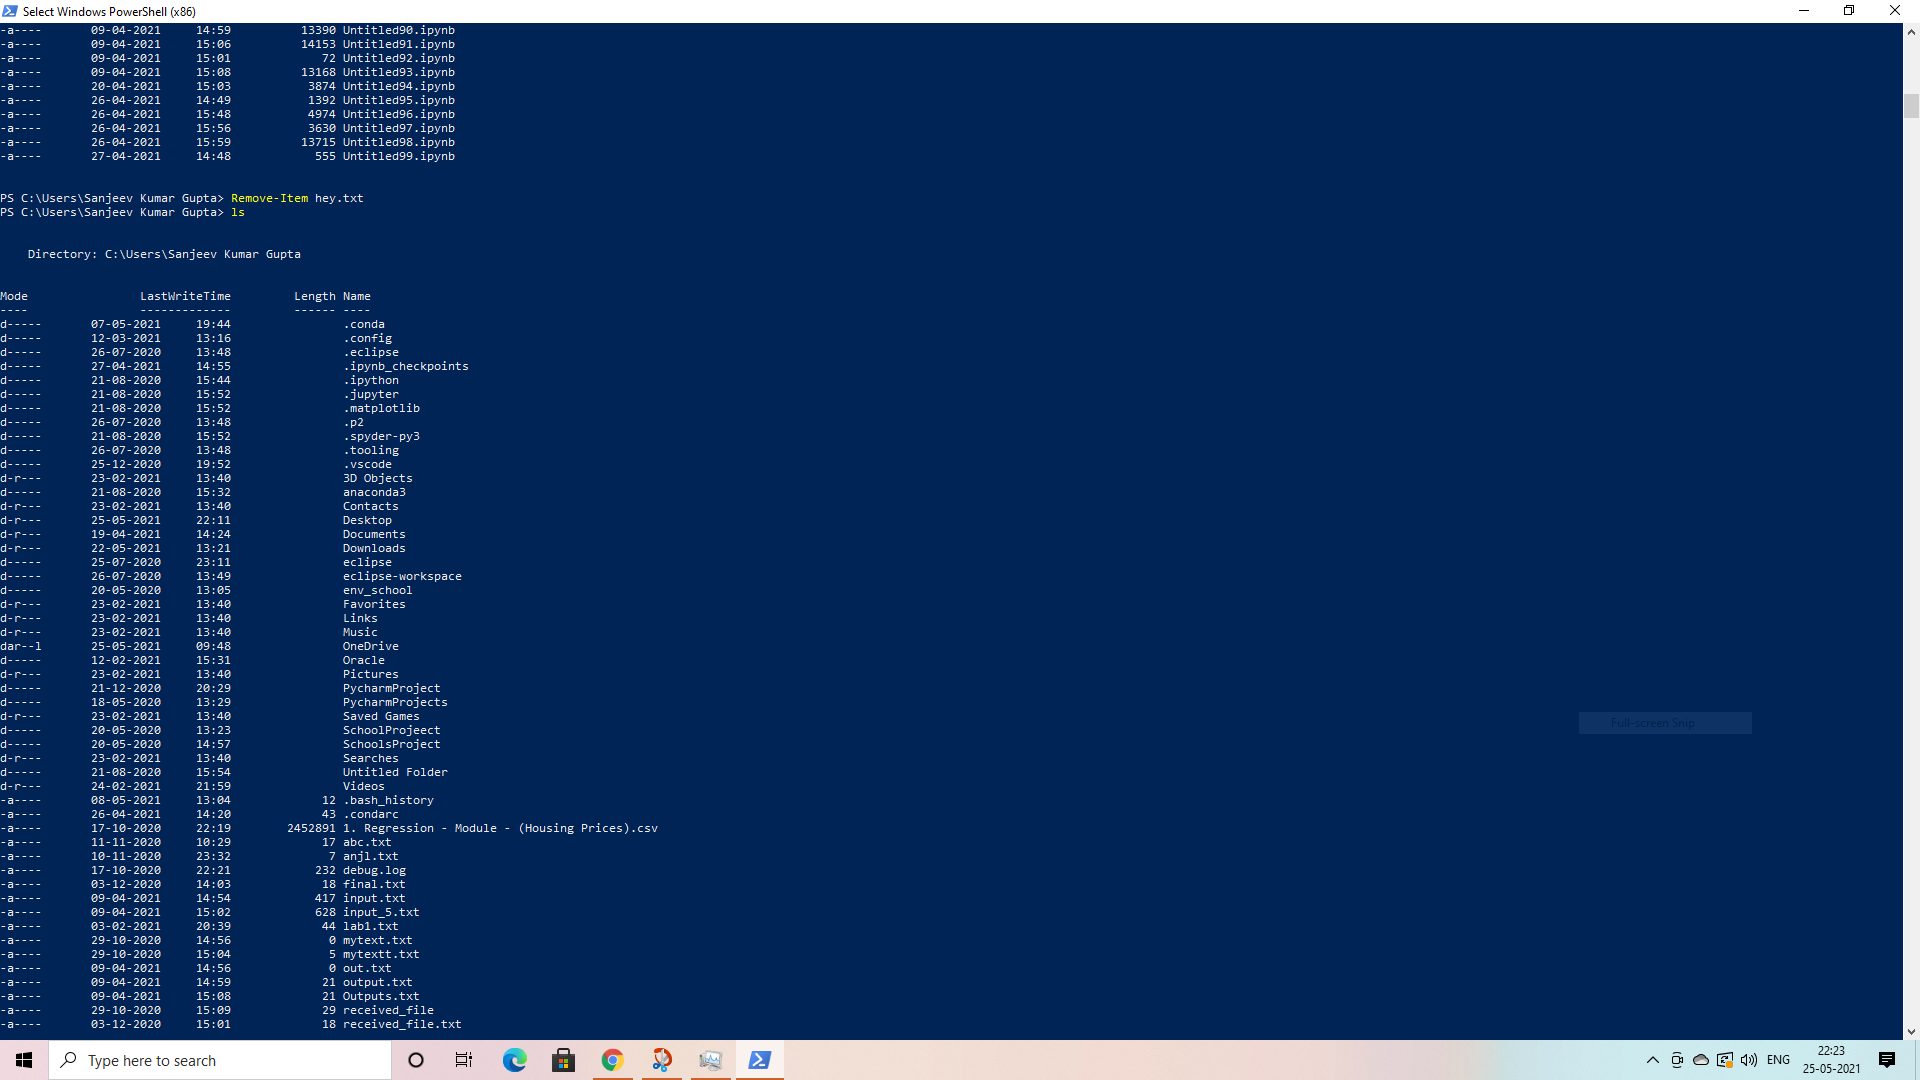 Select Windows PowerShell (x86)
-a---- 09-04-2021 14:59 13390 Untitled90.ipynb
-a---- 09-04-2021 15:06 14153 Untitled91.ipynb
-a---- 09-04-2021 15:01 72 Untitled92.ipynb
-a---- 09-04-2021 15:08 13168 Untitled93.ipynb
-a---- 20-04-2021 15:03 3874 Untitled94.ipynb
-a---- 26-04-2021 14:49 1392 Untitled95.ipynb
-a---- 26-04-2021 15:48 4974 Untitled96.ipynb
-a---- 26-04-2021 15:56 3630 Untitled97.ipynb
-a---- 26-04-2021 15:59 13715 Untitled98.ipynb
-a---- 27-04-2021 14:48 555 Untitled99.ipynb
PS C:\Users\Sanjeev Kumar Gupta> Remove-Item hey.txt
PS C:\Users\Sanjeev Kumar Gupta> ls
Directory: C:\Users\Sanjeev Kumar Gupta
Mode LastWriteTime Length Name
---- ------------- ------ ----
d----- 07-05-2021 19:44 .conda
d----- 12-03-2021 13:16 .config
d----- 26-07-2020 13:48 .eclipse
d----- 27-04-2021 14:55 .ipynb_checkpoints
d----- 21-08-2020 15:44 .ipython
d----- 21-08-2020 15:52 .jupyter
d----- 21-08-2020 15:52 .matplotlib
d----- 26-07-2020 13:48 .p2
d----- 21-08-2020 15:52 .spyder-py3
d----- 26-07-2020 13:48 .tooling
d----- 25-12-2020 19:52 .vscode
d-r--- 23-02-2021 13:40 3D Objects
d----- 21-08-2020 15:32 anaconda3
d-r--- 23-02-2021 13:40 Contacts
d-r--- 25-05-2021 22:11 Desktop
d-r--- 19-04-2021 14:24 Documents
d-r--- 22-05-2021 13:21 Downloads
d----- 25-07-2020 23:11 eclipse
d----- 26-07-2020 13:49 eclipse-workspace
d----- 20-05-2020 13:05 env_school
d-r--- 23-02-2021 13:40 Favorites
d-r--- 23-02-2021 13:40 Links
d-r--- 23-02-2021 13:40 Music
dar--l 25-05-2021 09:48 OneDrive
d----- 12-02-2021 15:31 Oracle
d-r--- 23-02-2021 13:40 Pictures
d----- 21-12-2020 20:29 PycharmProject
d----- 18-05-2020 13:29 PycharmProjects
d-r--- 23-02-2021 13:40 Saved Games
d----- 20-05-2020 13:23 SchoolProjeect
d----- 20-05-2020 14:57 SchoolsProject
d-r--- 23-02-2021 13:40 Searches
d----- 21-08-2020 15:54 Untitled Folder
d-r--- 24-02-2021 21:59 Videos
-a---- 08-05-2021 13:04 12 .bash_history
-a---- 26-04-2021 14:20 43 .condarc
-a---- 17-10-2020 22:19 2452891 1. Regression - Module - (Housing Prices).csv
-a---- 11-11-2020 10:29 17 abc.txt
-a---- 10-11-2020 23:32 7 anjl.txt
-a---- 17-10-2020 22:21 232 debug.log
-a---- 03-12-2020 14:03 18 final.txt
-a---- 09-04-2021 14:54 417 input.txt
-a---- 09-04-2021 15:02 628 input_5.txt
-a---- 03-02-2021 20:39 44 lab1.txt
-a---- 29-10-2020 14:56 0 mytext.txt
-a---- 29-10-2020 15:04 5 mytextt.txt
-a---- 09-04-2021 14:56 0 out.txt
-a---- 09-04-2021 14:59 21 output.txt
-a---- 09-04-2021 15:08 21 Outputs.txt
-a---- 29-10-2020 15:09 29 received_file
-a---- 03-12-2020 15:01 18 received_file.txt
Full-screen Snip
Type here to search
ENG
22:23
25-05-2021